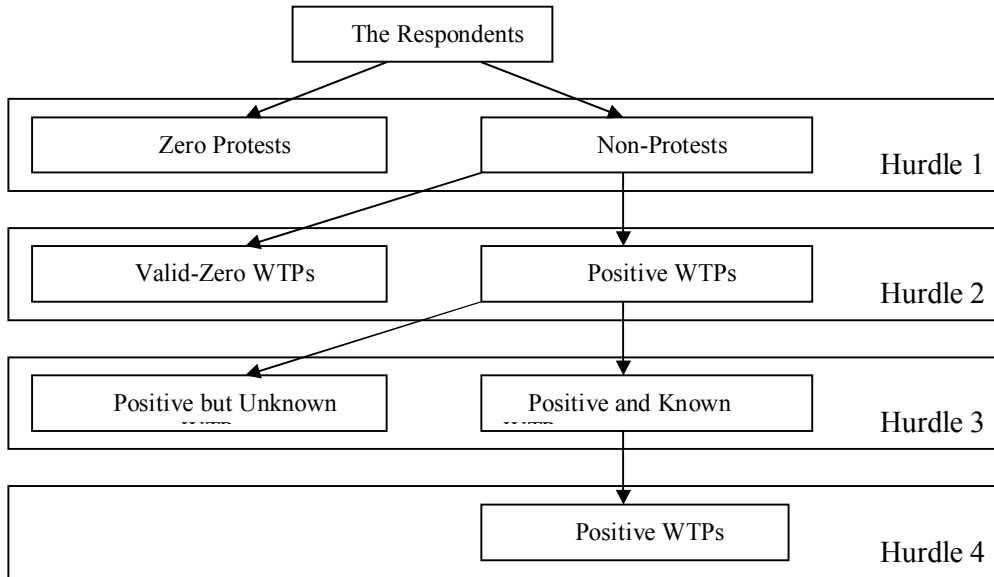 The Respondents
Zero Protests
Non-Protests
Hurdle 1
Valid-Zero WTPs
Positive WTPs
Hurdle 2
Positive but Unknown
Positive and Known
Hurdle 3
Positive WTPs
Hurdle 4